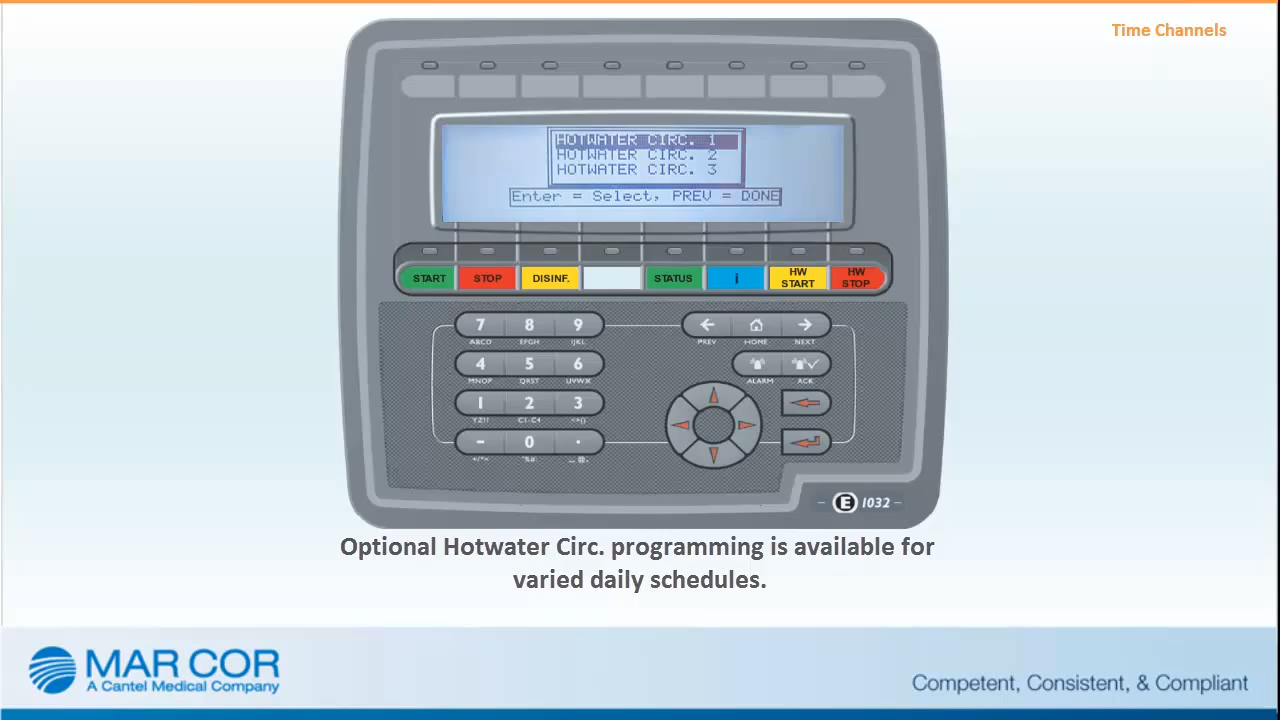 Time Channels
HOTWATER CIRC. 1
HOTWATER CIRC. 2
HOTWATER CIRC. 3
Enter = Select, PREV = DONE
START STOP DISINF. STATUS i HW START HW STOP
7 8 9
ABCD EFGH IJKL PREV HOME NEXT
4 5 6
MNOP QRST UVWX ALARM ACK
1 2 3
YZ!? C1-C4 <>()
- 0 .
E 1032
Optional Hotwater Circ. programming is available for
varied daily schedules.
MAR COR
A Cantel Medical Company
Competent, Consistent, & Compliant